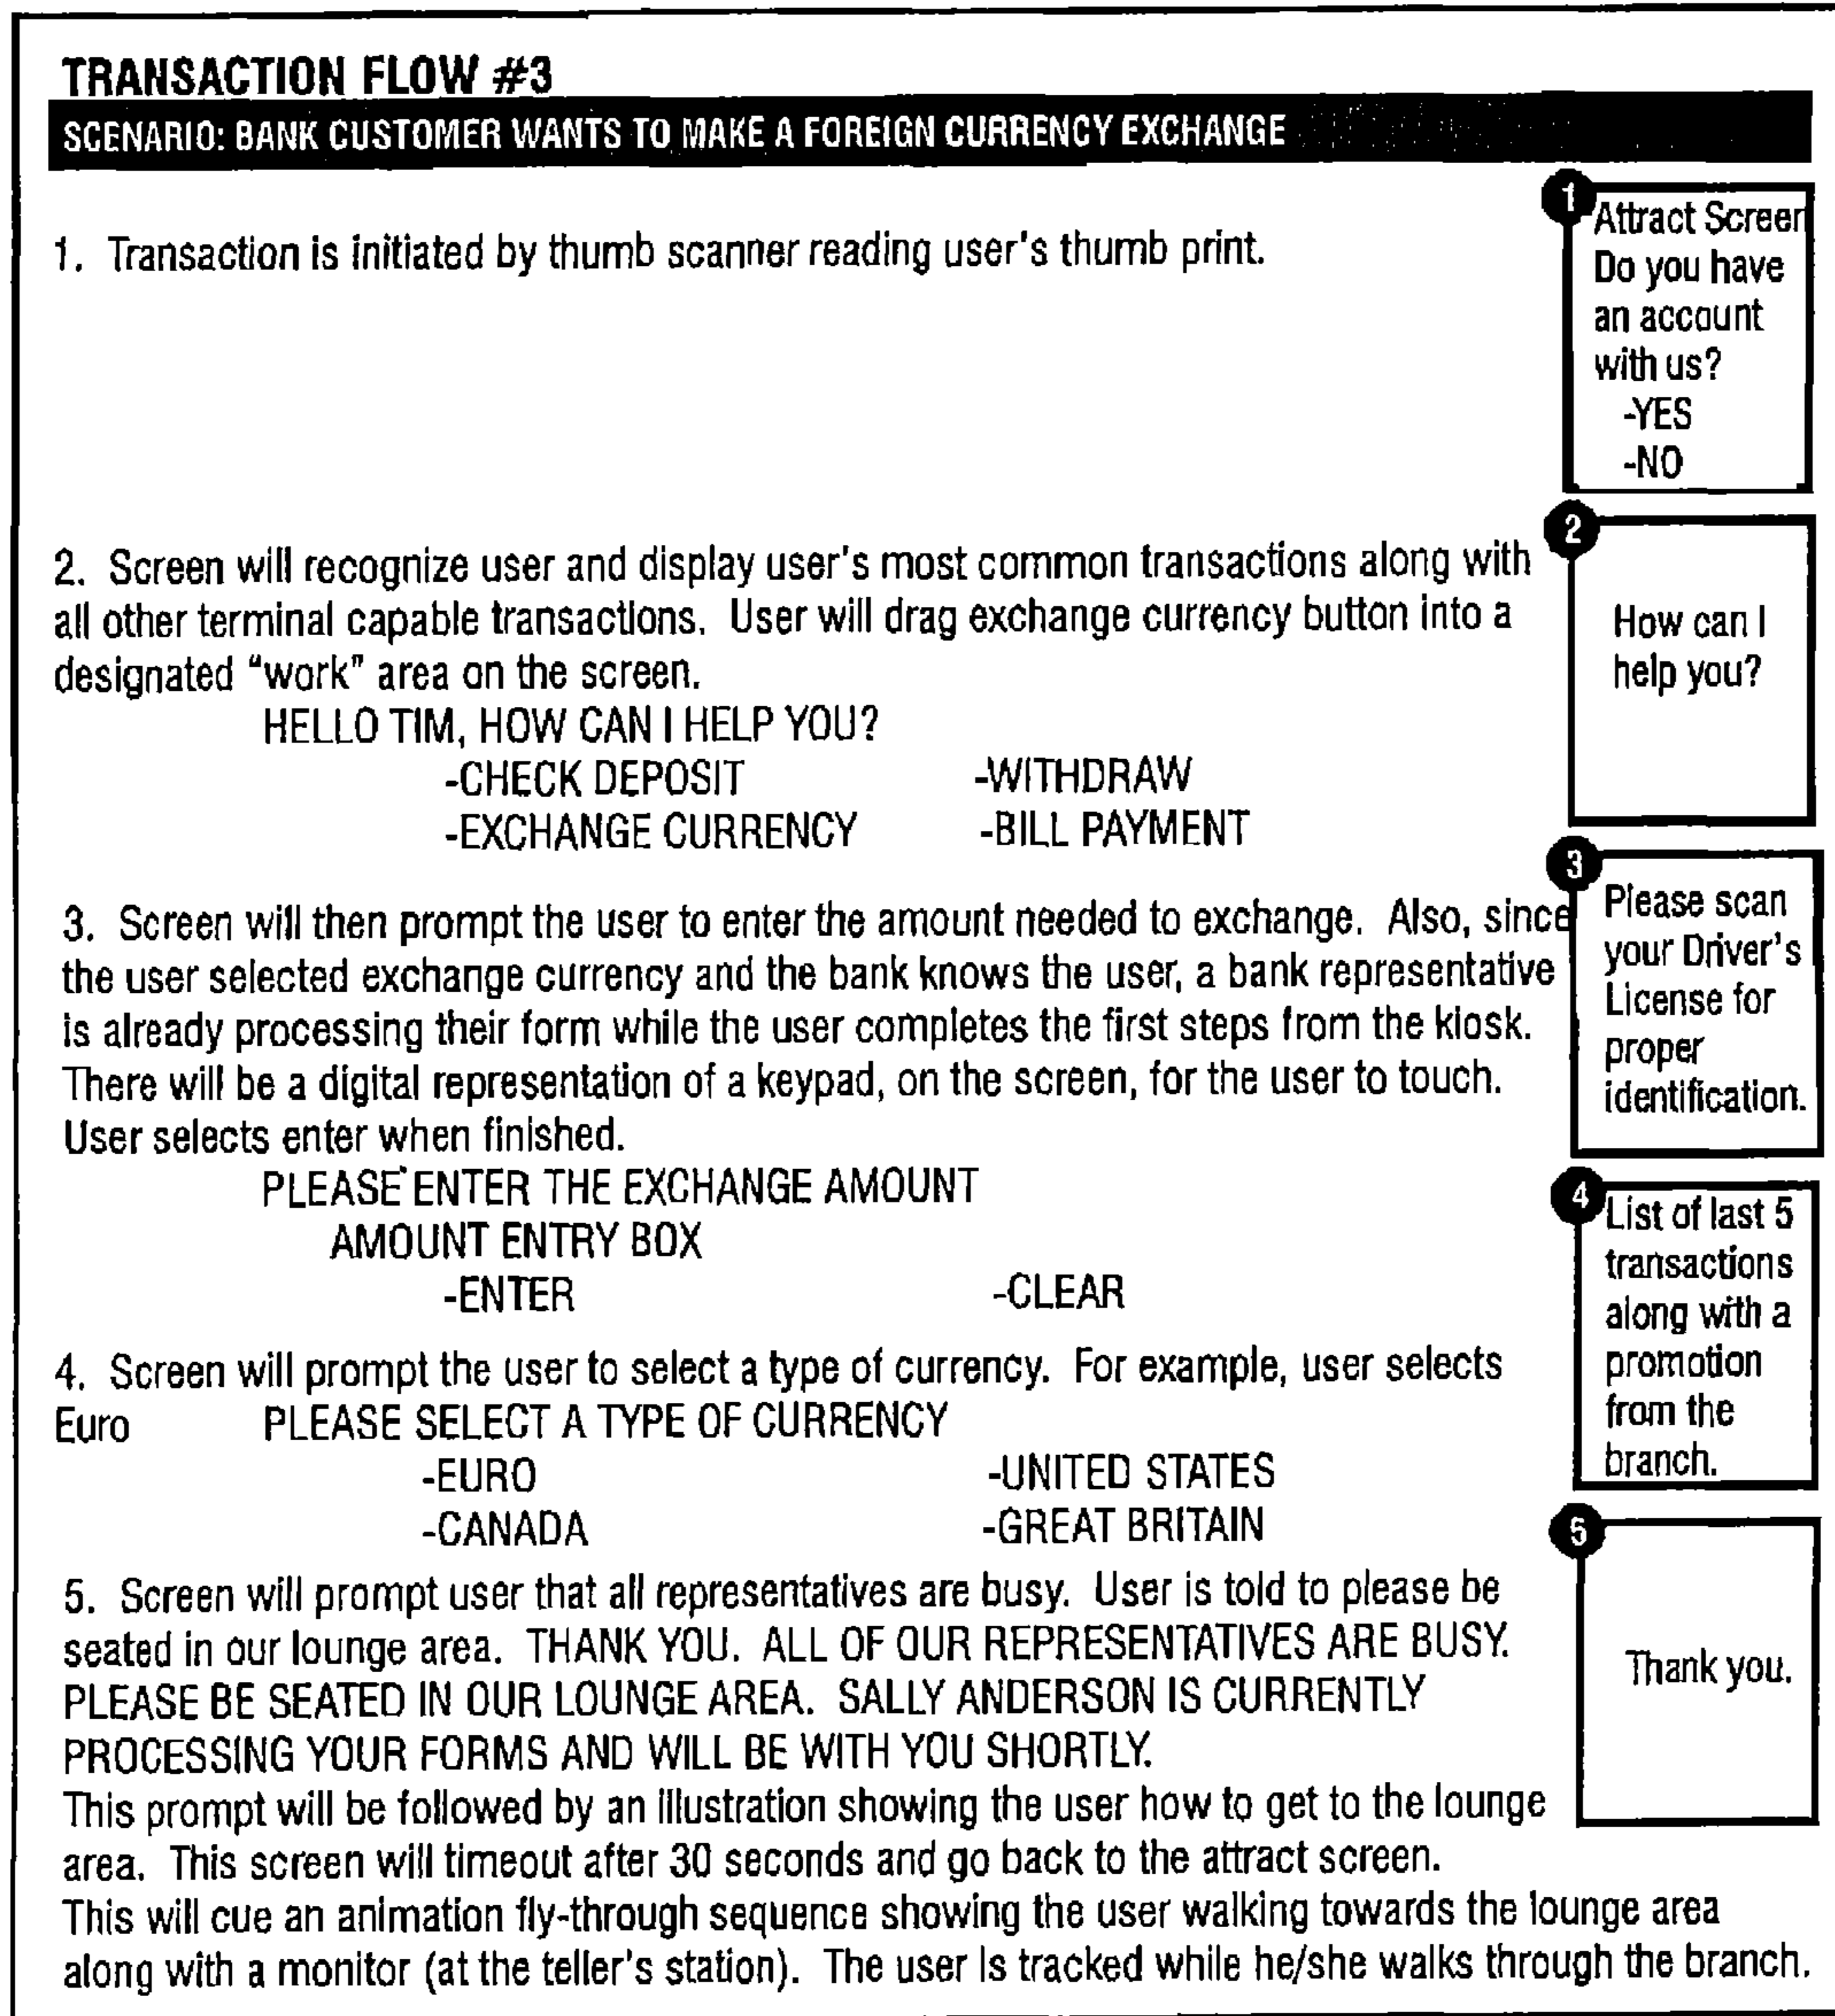 TRANSACTION FLOW #3
SCENARIO: BANK CUSTOMER WANTS TO MAKE A FOREIGN CURRENCY EXCHANGE
1. Transaction is initiated by thumb scanner reading user's thumb print.
1
Attract Screen
Do you have
an account
with us?
-YES
-NO
2. Screen will recognize user and display user's most common transactions along with
all other terminal capable transactions. User will drag exchange currency button into a
designated "work" area on the screen.
HELLO TIM, HOW CAN I HELP YOU?
-CHECK DEPOSIT -WITHDRAW
-EXCHANGE CURRENCY -BILL PAYMENT
2
How can I
help you?
3. Screen will then prompt the user to enter the amount needed to exchange. Also, since
the user selected exchange currency and the bank knows the user, a bank representative
is already processing their form while the user completes the first steps from the kiosk.
There will be a digital representation of a keypad, on the screen, for the user to touch.
User selects enter when finished.
PLEASE ENTER THE EXCHANGE AMOUNT
AMOUNT ENTRY BOX
-ENTER -CLEAR
3
Please scan
your Driver's
License for
proper
identification.
4. Screen will prompt the user to select a type of currency. For example, user selects
Euro PLEASE SELECT A TYPE OF CURRENCY
-EURO -UNITED STATES
-CANADA -GREAT BRITAIN
4
List of last 5
transactions
along with a
promotion
from the
branch.
5. Screen will prompt user that all representatives are busy. User is told to please be
seated in our lounge area. THANK YOU. ALL OF OUR REPRESENTATIVES ARE BUSY.
PLEASE BE SEATED IN OUR LOUNGE AREA. SALLY ANDERSON IS CURRENTLY
PROCESSING YOUR FORMS AND WILL BE WITH YOU SHORTLY.
This prompt will be followed by an illustration showing the user how to get to the lounge
area. This screen will timeout after 30 seconds and go back to the attract screen.
This will cue an animation fly-through sequence showing the user walking towards the lounge area
along with a monitor (at the teller's station). The user is tracked while he/she walks through the branch.
5
Thank you.